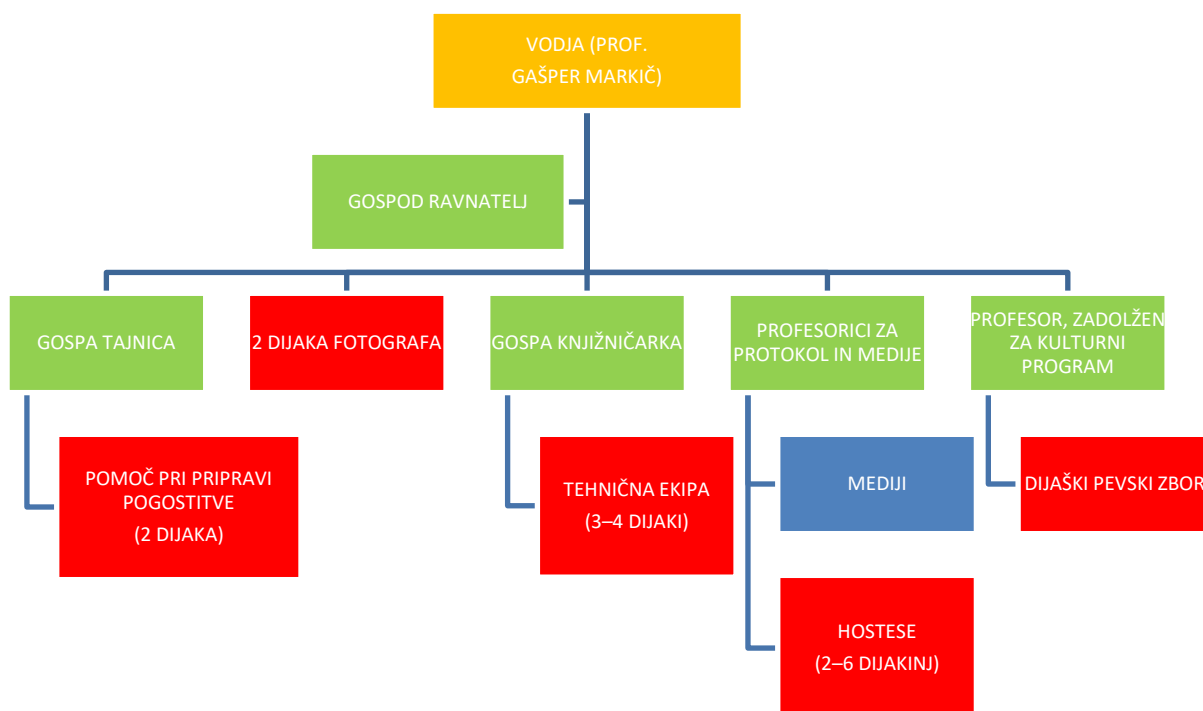 VODJA (PROF.
GAŠPER MARKIČ)
GOSPOD RAVNATELJ
GOSPA TAJNICA
2 DIJAKA FOTOGRAFA
GOSPA KNJIŽNIČARKA
PROFESORICI ZA
PROTOKOL IN MEDIJE
PROFESOR, ZADOLŽEN
ZA KULTURNI
PROGRAM
POMOČ PRI PRIPRAVI
POGOSTITVE
(2 DIJAKA)
TEHNIČNA EKIPA
(3–4 DIJAKI)
MEDIJI
DIJAŠKI PEVSKI ZBOR
HOSTESE
(2–6 DIJAKINJ)